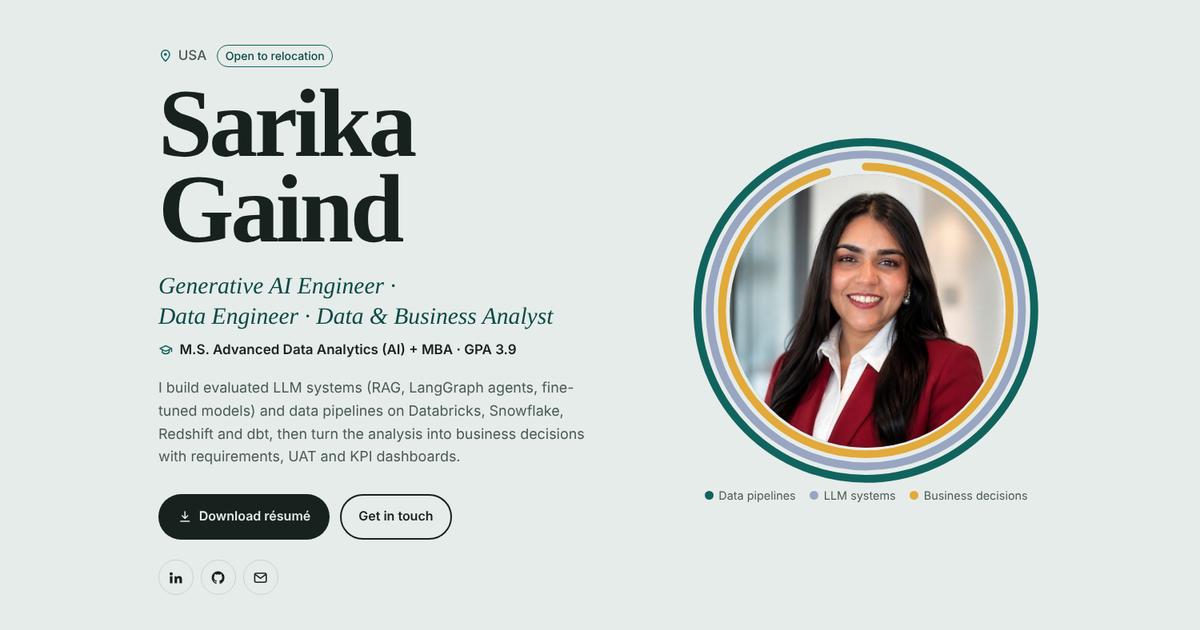 USA
Open to relocation
Sarika
Gaind
Generative AI Engineer ·
Data Engineer · Data & Business Analyst
M.S. Advanced Data Analytics (AI) + MBA · GPA 3.9
I build evaluated LLM systems (RAG, LangGraph agents, fine-
tuned models) and data pipelines on Databricks, Snowflake,
Redshift and dbt, then turn the analysis into business decisions
with requirements, UAT and KPI dashboards.
Download résumé
Get in touch
in
Data pipelines
LLM systems
Business decisions